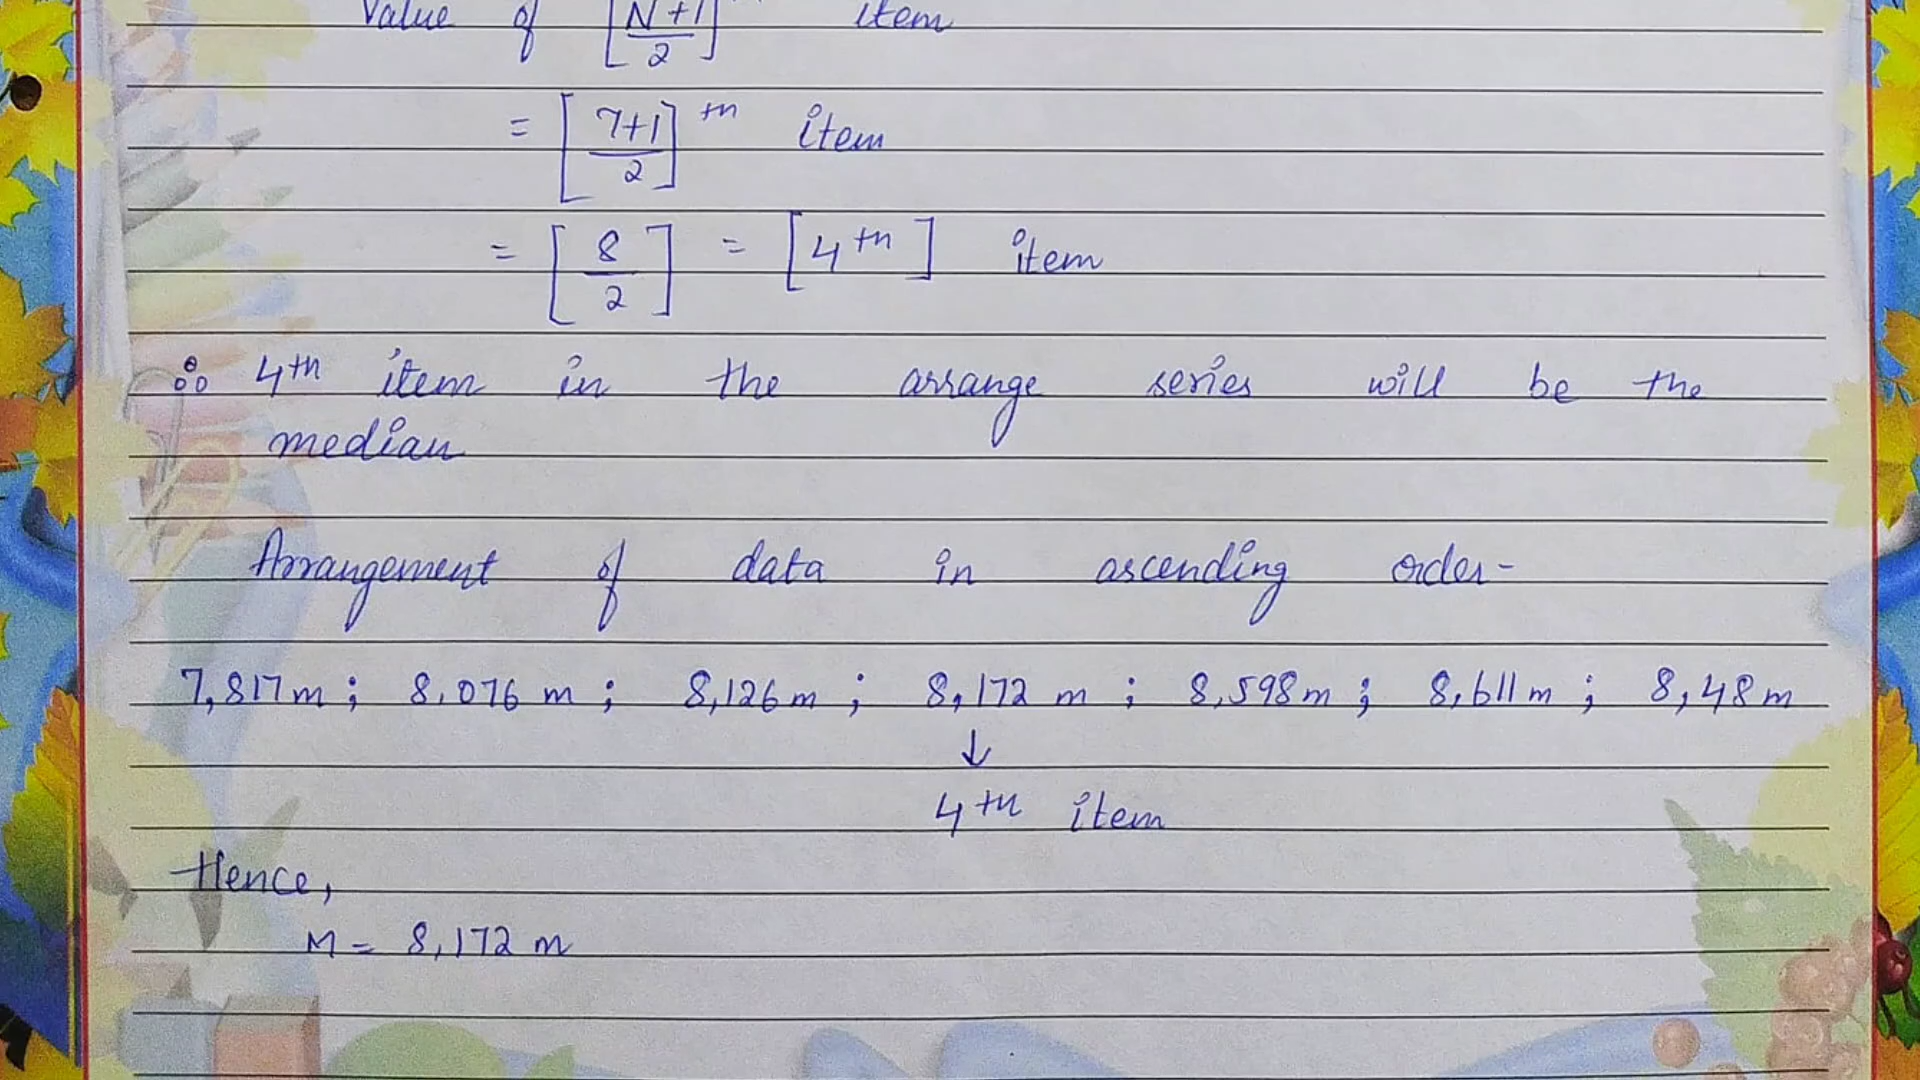 Value of [N+1/2] item
= [7+1/2]th item
= [8/2] = [4th] item
∴ 4th item in the arrange series will be the
median
Arrangement of data in ascending order-
7,817m ; 8,076 m ; 8,126m ; 8,172 m ; 8,598m ; 8,611m ; 8,48m
↓
4th item
Hence,
M = 8,172 m